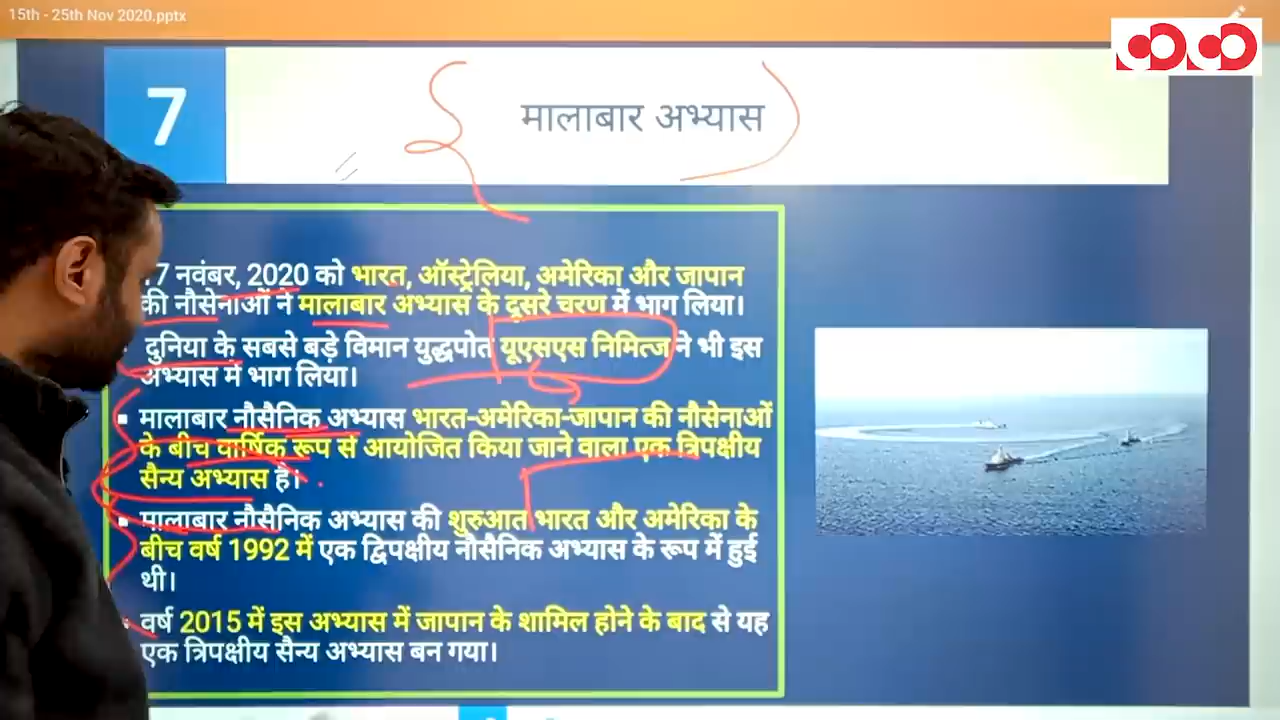 15th - 25th Nov 2020.pptx
7
मालाबार अभ्यास
7 नवंबर, 2020 को भारत, ऑस्ट्रेलिया, अमेरिका और जापान
की नौसेनाओं ने मालाबार अभ्यास के दूसरे चरण में भाग लिया।
दुनिया के सबसे बड़े विमान युद्धपोत यूएसएस निमित्ज ने भी इस
अभ्यास में भाग लिया।
मालाबार नौसैनिक अभ्यास भारत-अमेरिका-जापान की नौसेनाओं
के बीच वार्षिक रूप से आयोजित किया जाने वाला एक त्रिपक्षीय
सैन्य अभ्यास है।
मालाबार नौसैनिक अभ्यास की शुरुआत भारत और अमेरिका के
बीच वर्ष 1992 में एक द्विपक्षीय नौसैनिक अभ्यास के रूप में हुई
थी।
वर्ष 2015 में इस अभ्यास में जापान के शामिल होने के बाद से यह
एक त्रिपक्षीय सैन्य अभ्यास बन गया।